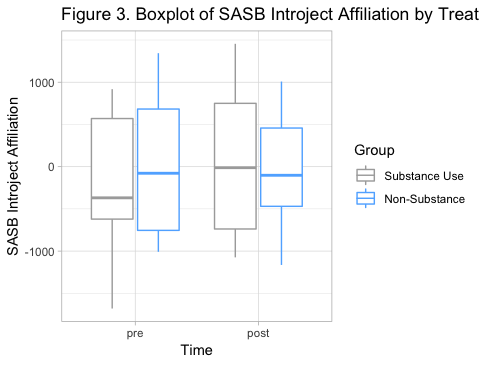 Figure 3. Boxplot of SASB Introject Affiliation by Treat
SASB Introject Affiliation
1000
0
-1000
pre
post
Time
Group
Substance Use
Non-Substance